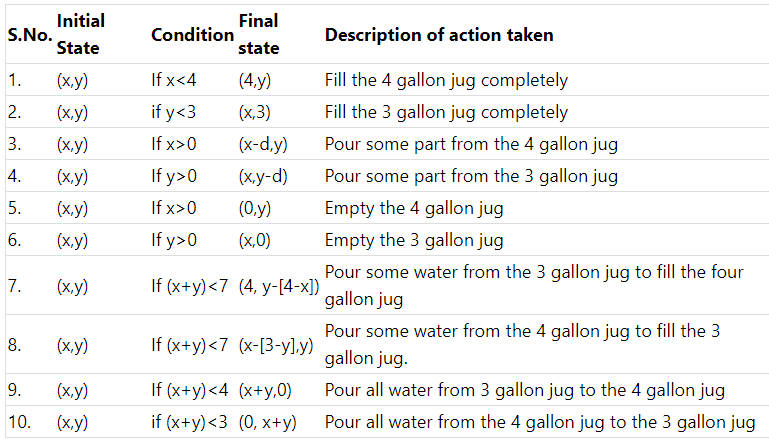 S.No. Initial State Condition Final state Description of action taken
1. (x,y) If x<4 (4,y) Fill the 4 gallon jug completely
2. (x,y) if y<3 (x,3) Fill the 3 gallon jug completely
3. (x,y) If x>0 (x-d,y) Pour some part from the 4 gallon jug
4. (x,y) If y>0 (x,y-d) Pour some part from the 3 gallon jug
5. (x,y) If x>0 (0,y) Empty the 4 gallon jug
6. (x,y) If y>0 (x,0) Empty the 3 gallon jug
7. (x,y) If (x+y)<7 (4, y-[4-x]) Pour some water from the 3 gallon jug to fill the four
gallon jug
8. (x,y) If (x+y)<7 (x-[3-y],y) Pour some water from the 4 gallon jug to fill the 3
gallon jug.
9. (x,y) If (x+y)<4 (x+y,0) Pour all water from 3 gallon jug to the 4 gallon jug
10. (x,y) if (x+y)<3 (0, x+y) Pour all water from the 4 gallon jug to the 3 gallon jug